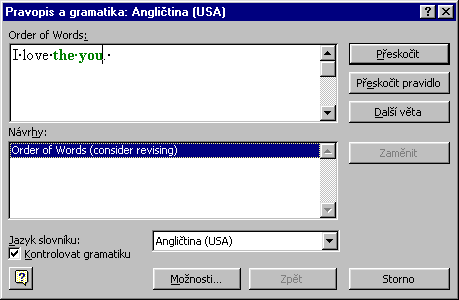 Pravopis a gramatika: Angličtina (USA)
Order of Words:
I·love·the·you.·
Přeskočit
Přeskočit pravidlo
Další věta
Návrhy:
Order of Words (consider revising)
Zaměnit
Jazyk slovníku:
Angličtina (USA)
Kontrolovat gramatiku
Možnosti...
Zpět
Storno